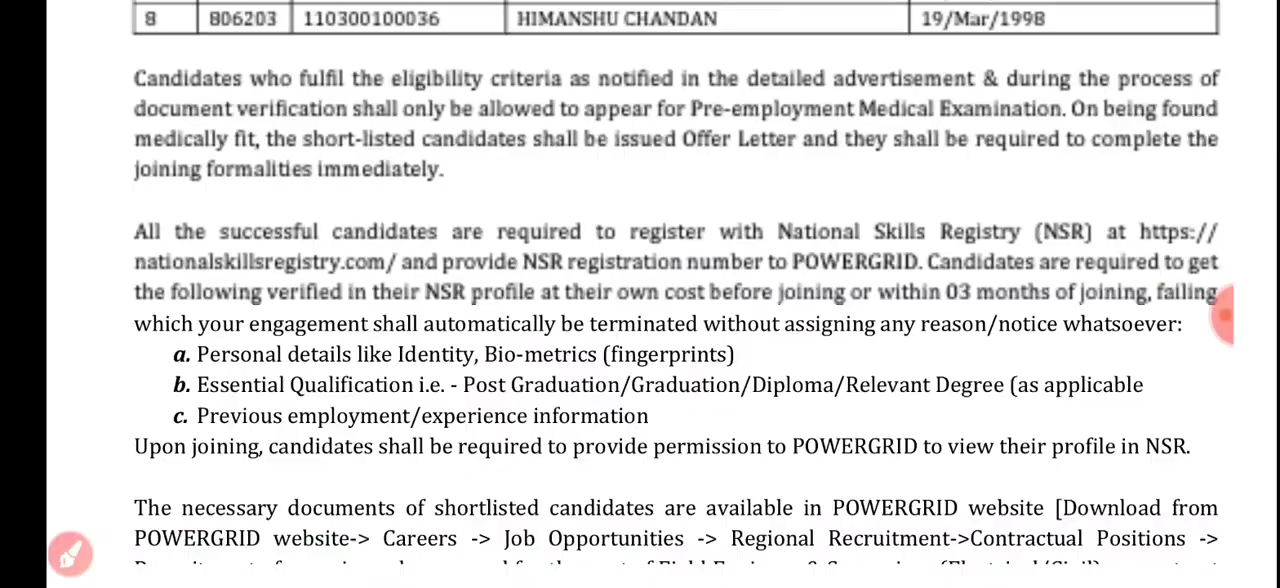 8 806203 110300100036 HIMANSHU CHANDAN 19/Mar/1998
Candidates who fulfil the eligibility criteria as notified in the detailed advertisement & during the process of
document verification shall only be allowed to appear for Pre-employment Medical Examination. On being found
medically fit, the short-listed candidates shall be issued Offer Letter and they shall be required to complete the
joining formalities immediately.
All the successful candidates are required to register with National Skills Registry (NSR) at https://
nationalskillsregistry.com/ and provide NSR registration number to POWERGRID. Candidates are required to get
the following verified in their NSR profile at their own cost before joining or within 03 months of joining, failing
which your engagement shall automatically be terminated without assigning any reason/notice whatsoever:
a. Personal details like Identity, Bio-metrics (fingerprints)
b. Essential Qualification i.e. - Post Graduation/Graduation/Diploma/Relevant Degree (as applicable
c. Previous employment/experience information
Upon joining, candidates shall be required to provide permission to POWERGRID to view their profile in NSR.
The necessary documents of shortlisted candidates are available in POWERGRID website [Download from
POWERGRID website-> Careers -> Job Opportunities -> Regional Recruitment->Contractual Positions ->